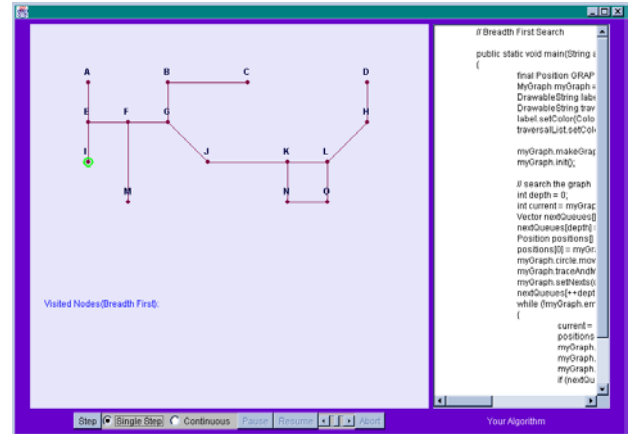 A B C D
E F G H
I J K L
M N O
Visited Nodes(Breadth First):
// Breadth First Search
public static void main(String a
{
final Position GRAP
MyGraph myGraph =
DrawableString labe
DrawableString trav
label.setColor(Colo
traversalList.setCol
myGraph.makeGrap
myGraph.init();
// search the graph
int depth = 0;
int current = myGrap
Vector nextQueues[]
nextQueues[depth] =
Position positions[]
positions[0] = myGra
myGraph.circle.mov
myGraph.traceAndM
myGraph.setNexts(c
nextQueues[++dept
while (!myGraph.em
{
current =
positions
myGraph.
myGraph.
myGraph.
if (nextQu
Step Single Step Continuous Pause Resume Abort
Your Algorithm